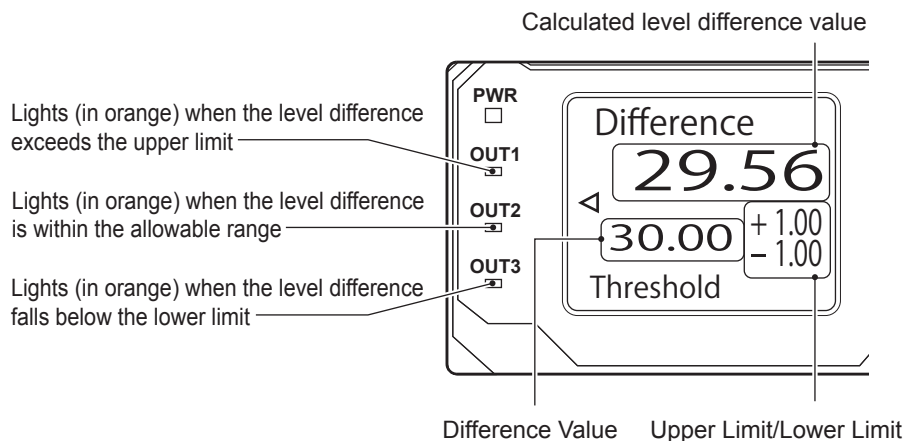 Calculated level difference value
Lights (in orange) when the level difference
exceeds the upper limit
Lights (in orange) when the level difference
is within the allowable range
Lights (in orange) when the level difference
falls below the lower limit
PWR
OUT1
OUT2
OUT3
Difference
29.56
30.00
+ 1.00
− 1.00
Threshold
Difference Value
Upper Limit/Lower Limit